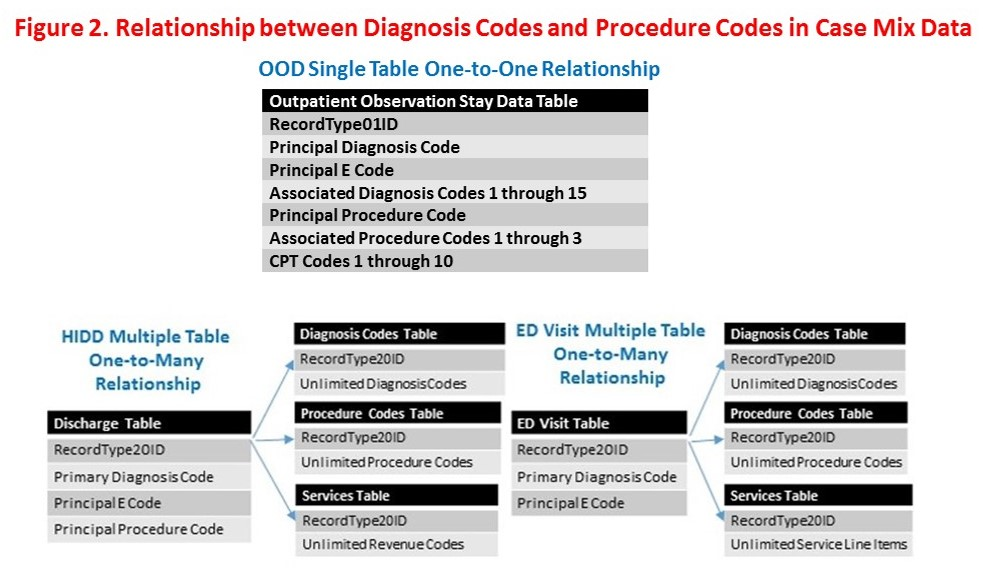 Figure 2. Relationship between Diagnosis Codes and Procedure Codes in Case Mix Data
OOD Single Table One-to-One Relationship
Outpatient Observation Stay Data Table
RecordType01ID
Principal Diagnosis Code
Principal E Code
Associated Diagnosis Codes 1 through 15
Principal Procedure Code
Associated Procedure Codes 1 through 3
CPT Codes 1 through 10
HIDD Multiple Table
One-to-Many
Relationship
Discharge Table
RecordType20ID
Primary Diagnosis Code
Principal E Code
Principal Procedure Code
Diagnosis Codes Table
RecordType20ID
Unlimited DiagnosisCodes
Procedure Codes Table
RecordType20ID
Unlimited Procedure Codes
Services Table
RecordType20ID
Unlimited Revenue Codes
ED Visit Multiple Table
One-to-Many
Relationship
ED Visit Table
RecordType20ID
Primary Diagnosis Code
Principal E Code
Diagnosis Codes Table
RecordType20ID
Unlimited DiagnosisCodes
Procedure Codes Table
RecordType20ID
Unlimited Procedure Codes
Services Table
RecordType20ID
Unlimited Service Line Items